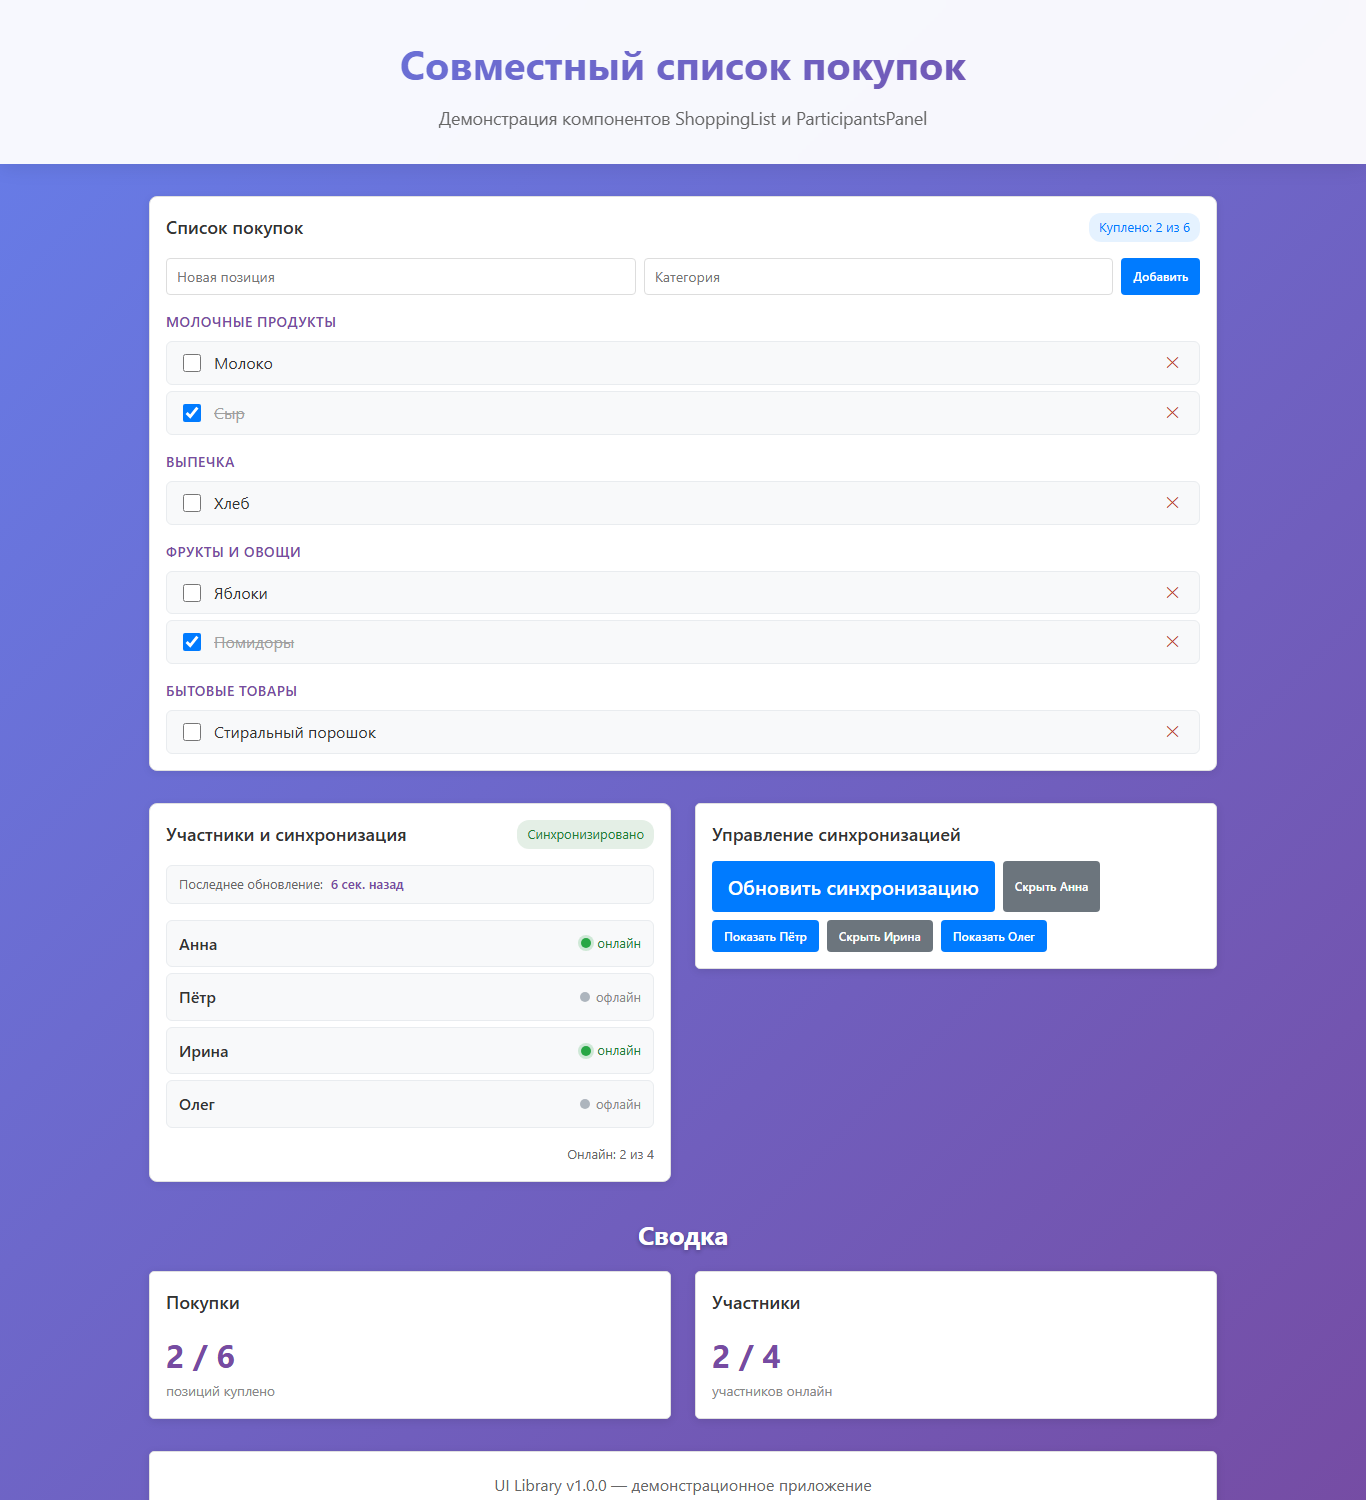 Совместный список покупок
Демонстрация компонентов ShoppingList и ParticipantsPanel
Список покупок
Куплено: 2 из 6
Новая позиция
Категория
Добавить
МОЛОЧНЫЕ ПРОДУКТЫ
Молоко
Сыр
ВЫПЕЧКА
Хлеб
ФРУКТЫ И ОВОЩИ
Яблоки
Помидоры
БЫТОВЫЕ ТОВАРЫ
Стиральный порошок
Участники и синхронизация
Синхронизировано
Последнее обновление: 6 сек. назад
Анна
онлайн
Пётр
офлайн
Ирина
онлайн
Олег
офлайн
Онлайн: 2 из 4
Управление синхронизацией
Обновить синхронизацию
Скрыть Анна
Показать Пётр
Скрыть Ирина
Показать Олег
Сводка
Покупки
2 / 6
позиций куплено
Участники
2 / 4
участников онлайн
UI Library v1.0.0 — демонстрационное приложение